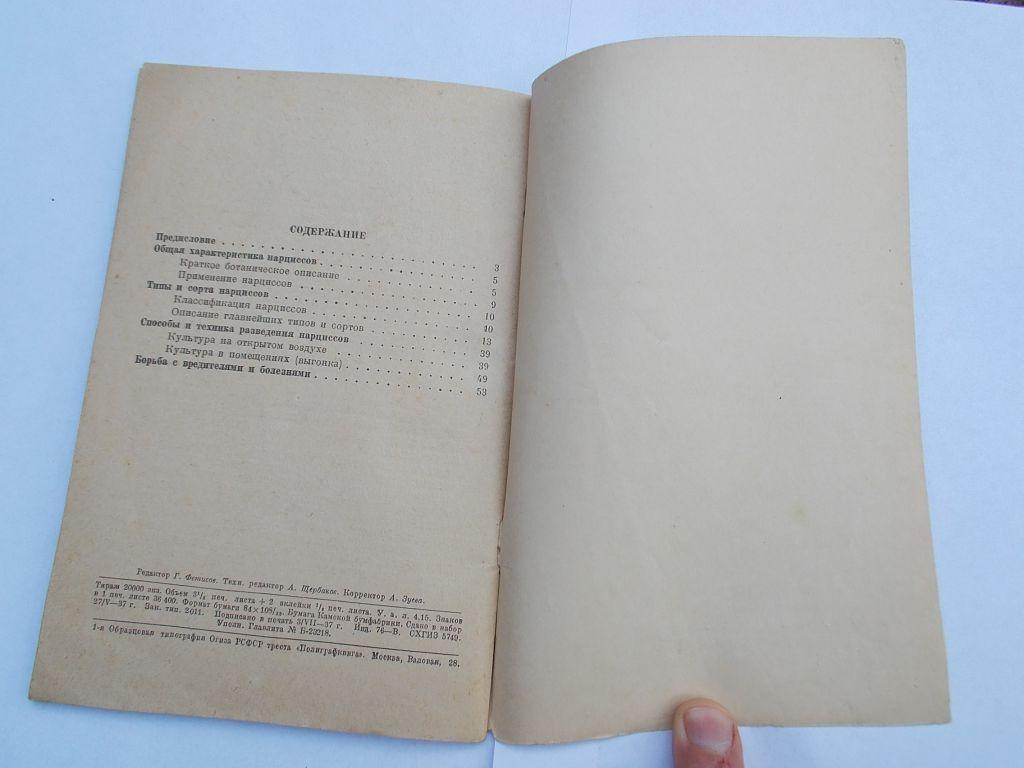 СОДЕРЖАНИЕ
Предисловие . . . . . . . . . . . . . . . . . . . . 3
Общая характеристика нарциссов . . . . . . . . . . . . 5
Краткое ботаническое описание . . . . . . . . . . . 5
Применение нарциссов . . . . . . . . . . . . . . 9
Типы и сорта нарциссов . . . . . . . . . . . . . . . 10
Классификация нарциссов . . . . . . . . . . . . . 10
Описание главнейших типов и сортов . . . . . . . . 13
Способы и техника разведения нарциссов . . . . . . . . 39
Культура на открытом воздухе . . . . . . . . . . . 39
Культура в помещениях (выгонка) . . . . . . . . . . 49
Борьба с вредителями и болезнями . . . . . . . . . . . 53
Редактор Г. Фетисов. Техн. редактор А. Щербаков. Корректор А. Зуева.
Тираж 20000 экз. Объем 3¹/₄ печ. листа + 2 вклейки ¹/₄ печ. листа. У. а. л. 4,15. Знаков
в 1 печ. листе 36 400. Формат бумаги 84×108/₃₂. Бумага Камской бумфабрики. Сдано в набор
27/V—37 г. Зак. тип. 2011. Подписано в печать 3/VII—37 г. Инд. 76—В. СХГИЗ 5749.
Уполн. Главлита № Б-23218.
1-я Образцовая типография Огиза РСФСР треста «Полиграфкнига». Москва, Валовая, 28.